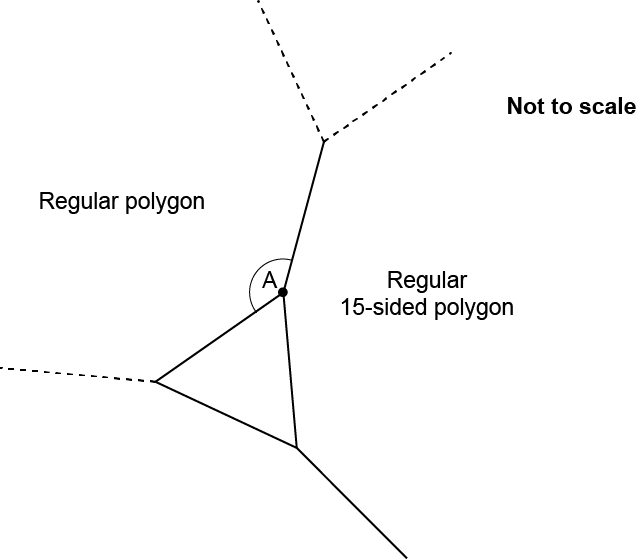 Not to scale
Regular polygon
A
Regular
15-sided polygon